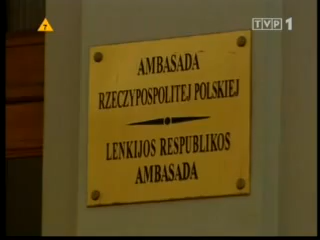 TVP 1
AMBASADA
RZECZYPOSPOLITEJ POLSKIEJ
LENKIJOS RESPUBLIKOS
AMBASADA